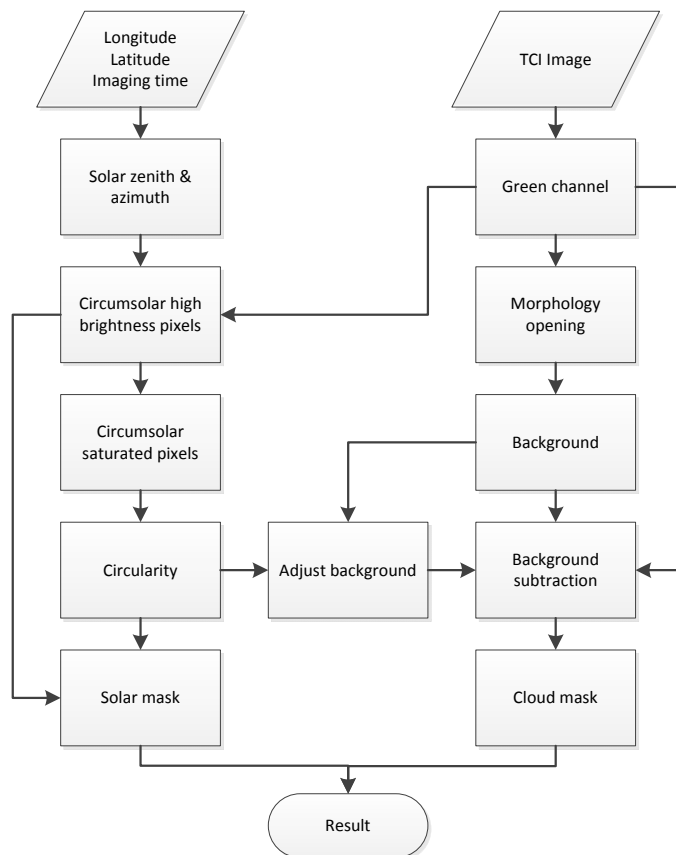 Longitude
Latitude
Imaging time
TCI Image
Solar zenith &
azimuth
Green channel
Circumsolar high
brightness pixels
Morphology
opening
Circumsolar
saturated pixels
Background
Circularity
Adjust background
Background
subtraction
Solar mask
Cloud mask
Result